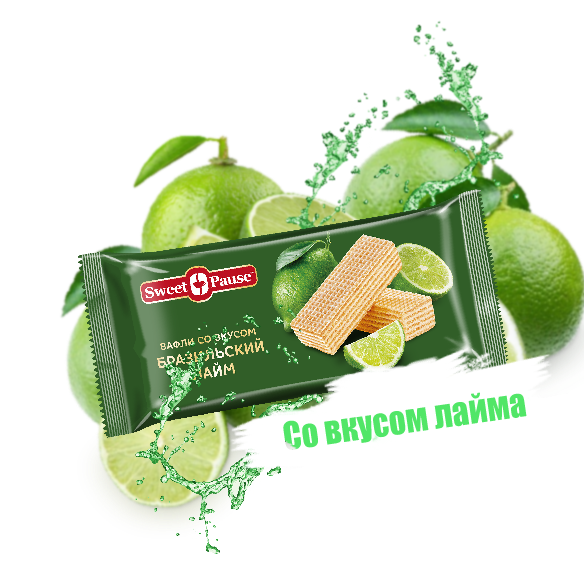 Sweet Pause
ВАФЛИ СО ВКУСОМ
БРАЗИЛЬСКИЙ
ЛАЙМ
Со вкусом лайма